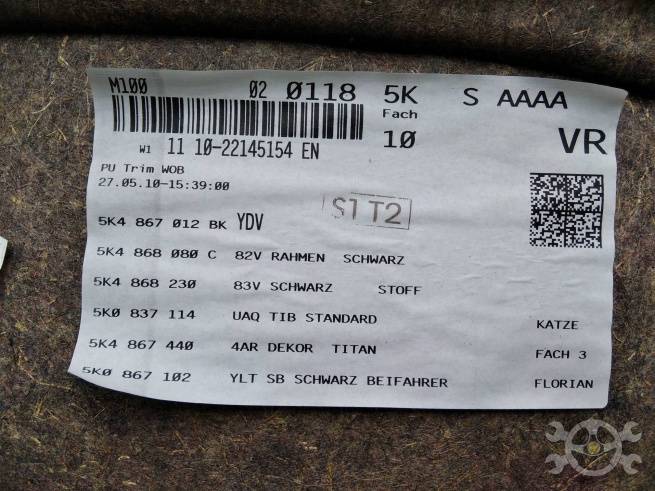 M100 02 0118 5K S AAAA
Fach
10 VR
W1 11 10-22145154 EN
PU Trim WOB
27.05.10-15:39:00
S1 T2
5K4 867 012 BK YDV
5K4 868 080 C 82V RAHMEN SCHWARZ
5K4 868 230 83V SCHWARZ STOFF
5K0 837 114 UAQ TIB STANDARD KATZE
5K4 867 440 4AR DEKOR TITAN FACH 3
5K0 867 102 YLT SB SCHWARZ BEIFAHRER FLORIAN